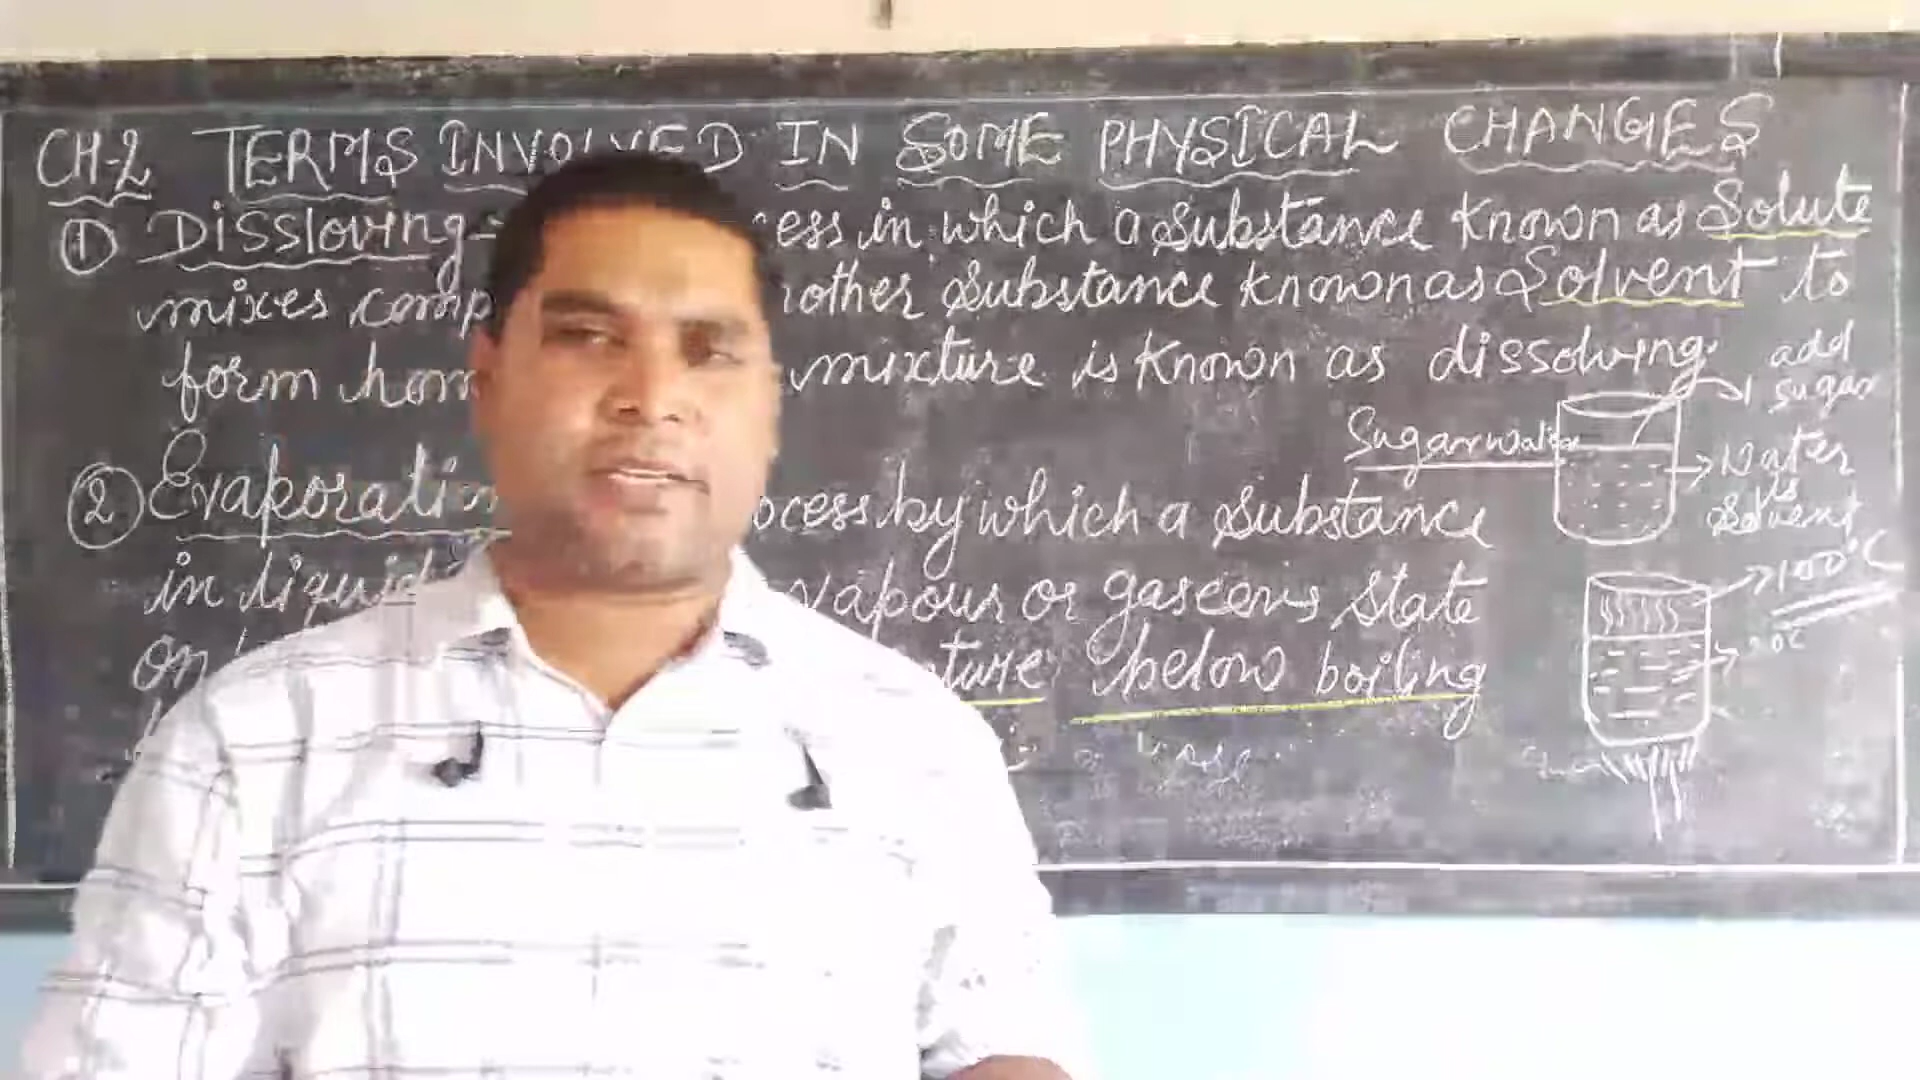 CH-2 TERMS INVOLVED IN SOME PHYSICAL CHANGES
① Dissloving - ess in which a substance known as Solute
mixes comp nother substance known as Solvent to
form hom mixture is known as dissolving.
add
sugar
Sugar water
Water
Solvent
② Evaporatin ocess by which a substance
in liquid vapour or gaseous state
on ture below boiling
100°C